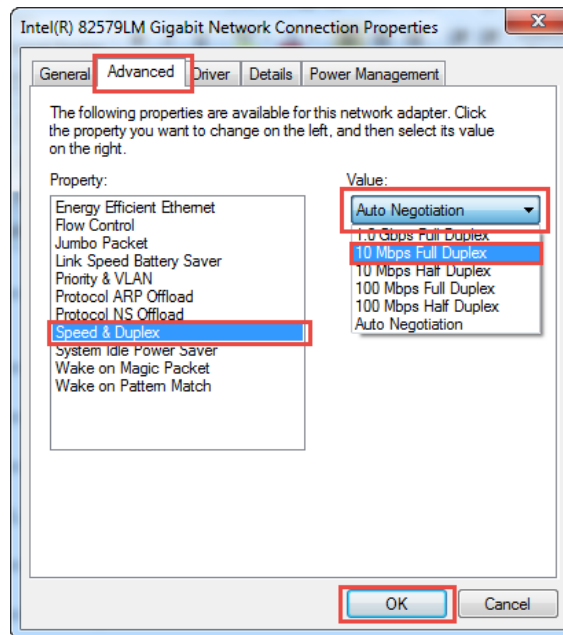 Intel(R) 82579LM Gigabit Network Connection Properties
General Advanced Driver Details Power Management
The following properties are available for this network adapter. Click
the property you want to change on the left, and then select its value
on the right.
Property:
Value:
Energy Efficient Ethernet
Flow Control
Jumbo Packet
Link Speed Battery Saver
Priority & VLAN
Protocol ARP Offload
Protocol NS Offload
Speed & Duplex
System Idle Power Saver
Wake on Magic Packet
Wake on Pattern Match
Auto Negotiation
1.0 Gbps Full Duplex
10 Mbps Full Duplex
10 Mbps Half Duplex
100 Mbps Full Duplex
100 Mbps Half Duplex
Auto Negotiation
OK Cancel